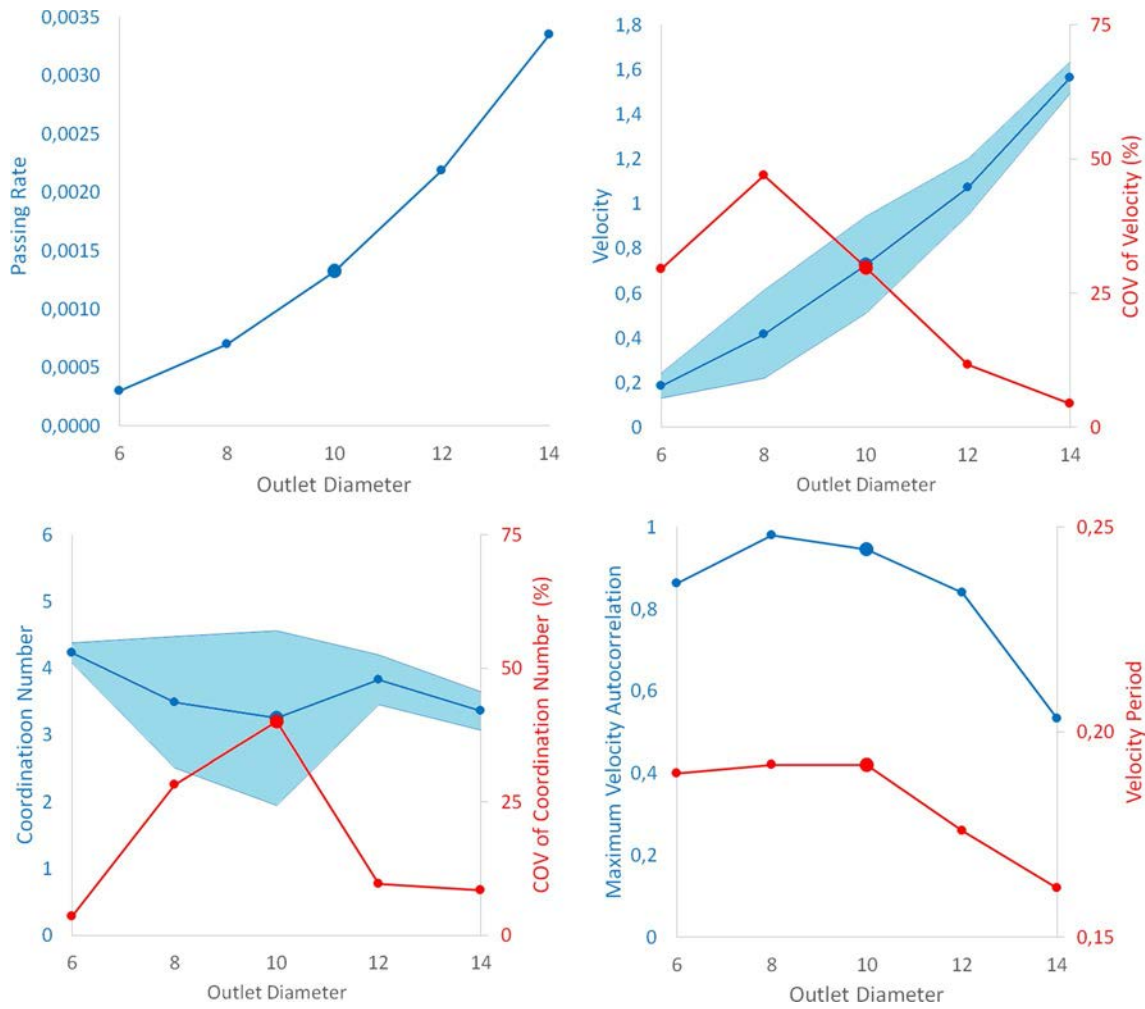 0,0035
0,0030
0,0025
0,0020
0,0015
0,0010
0,0005
0,0000
Passing Rate
6 8 10 12 14
Outlet Diameter
1,8
1,6
1,4
1,2
1
0,8
0,6
0,4
0,2
0
Velocity
75
50
25
0
COV of Velocity (%)
6 8 10 12 14
Outlet Diameter
6
5
4
3
2
1
0
Coordinatioon Number
75
50
25
0
COV of Coordination Number (%)
6 8 10 12 14
Outlet Diameter
1
0,8
0,6
0,4
0,2
0
Maximum Velocity Autocorrelation
0,25
0,20
0,15
Velocity Period
6 8 10 12 14
Outlet Diameter